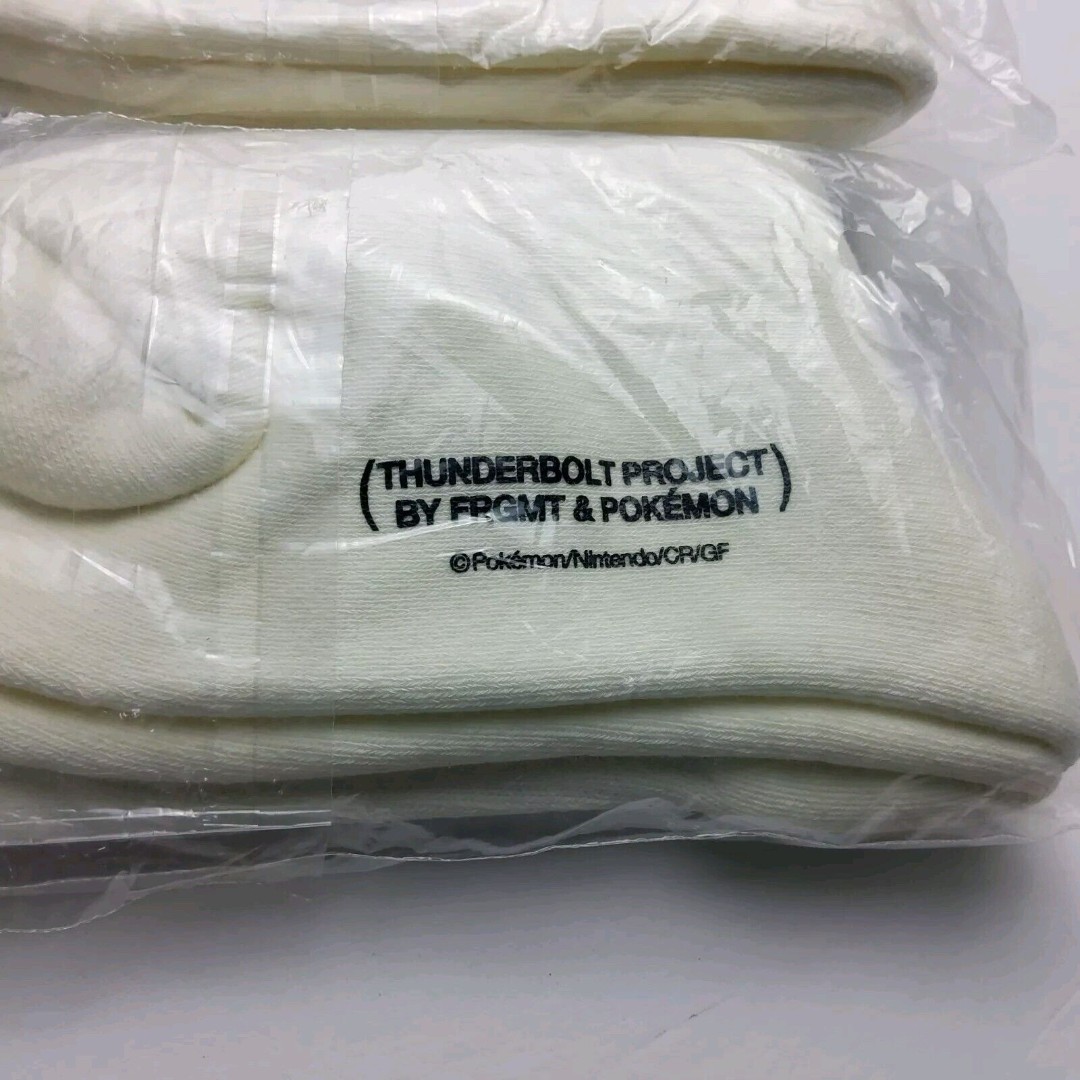 (THUNDERBOLT PROJECT
BY FRGMT & POKÉMON)
©Pokémon/Nintendo/CR/GF